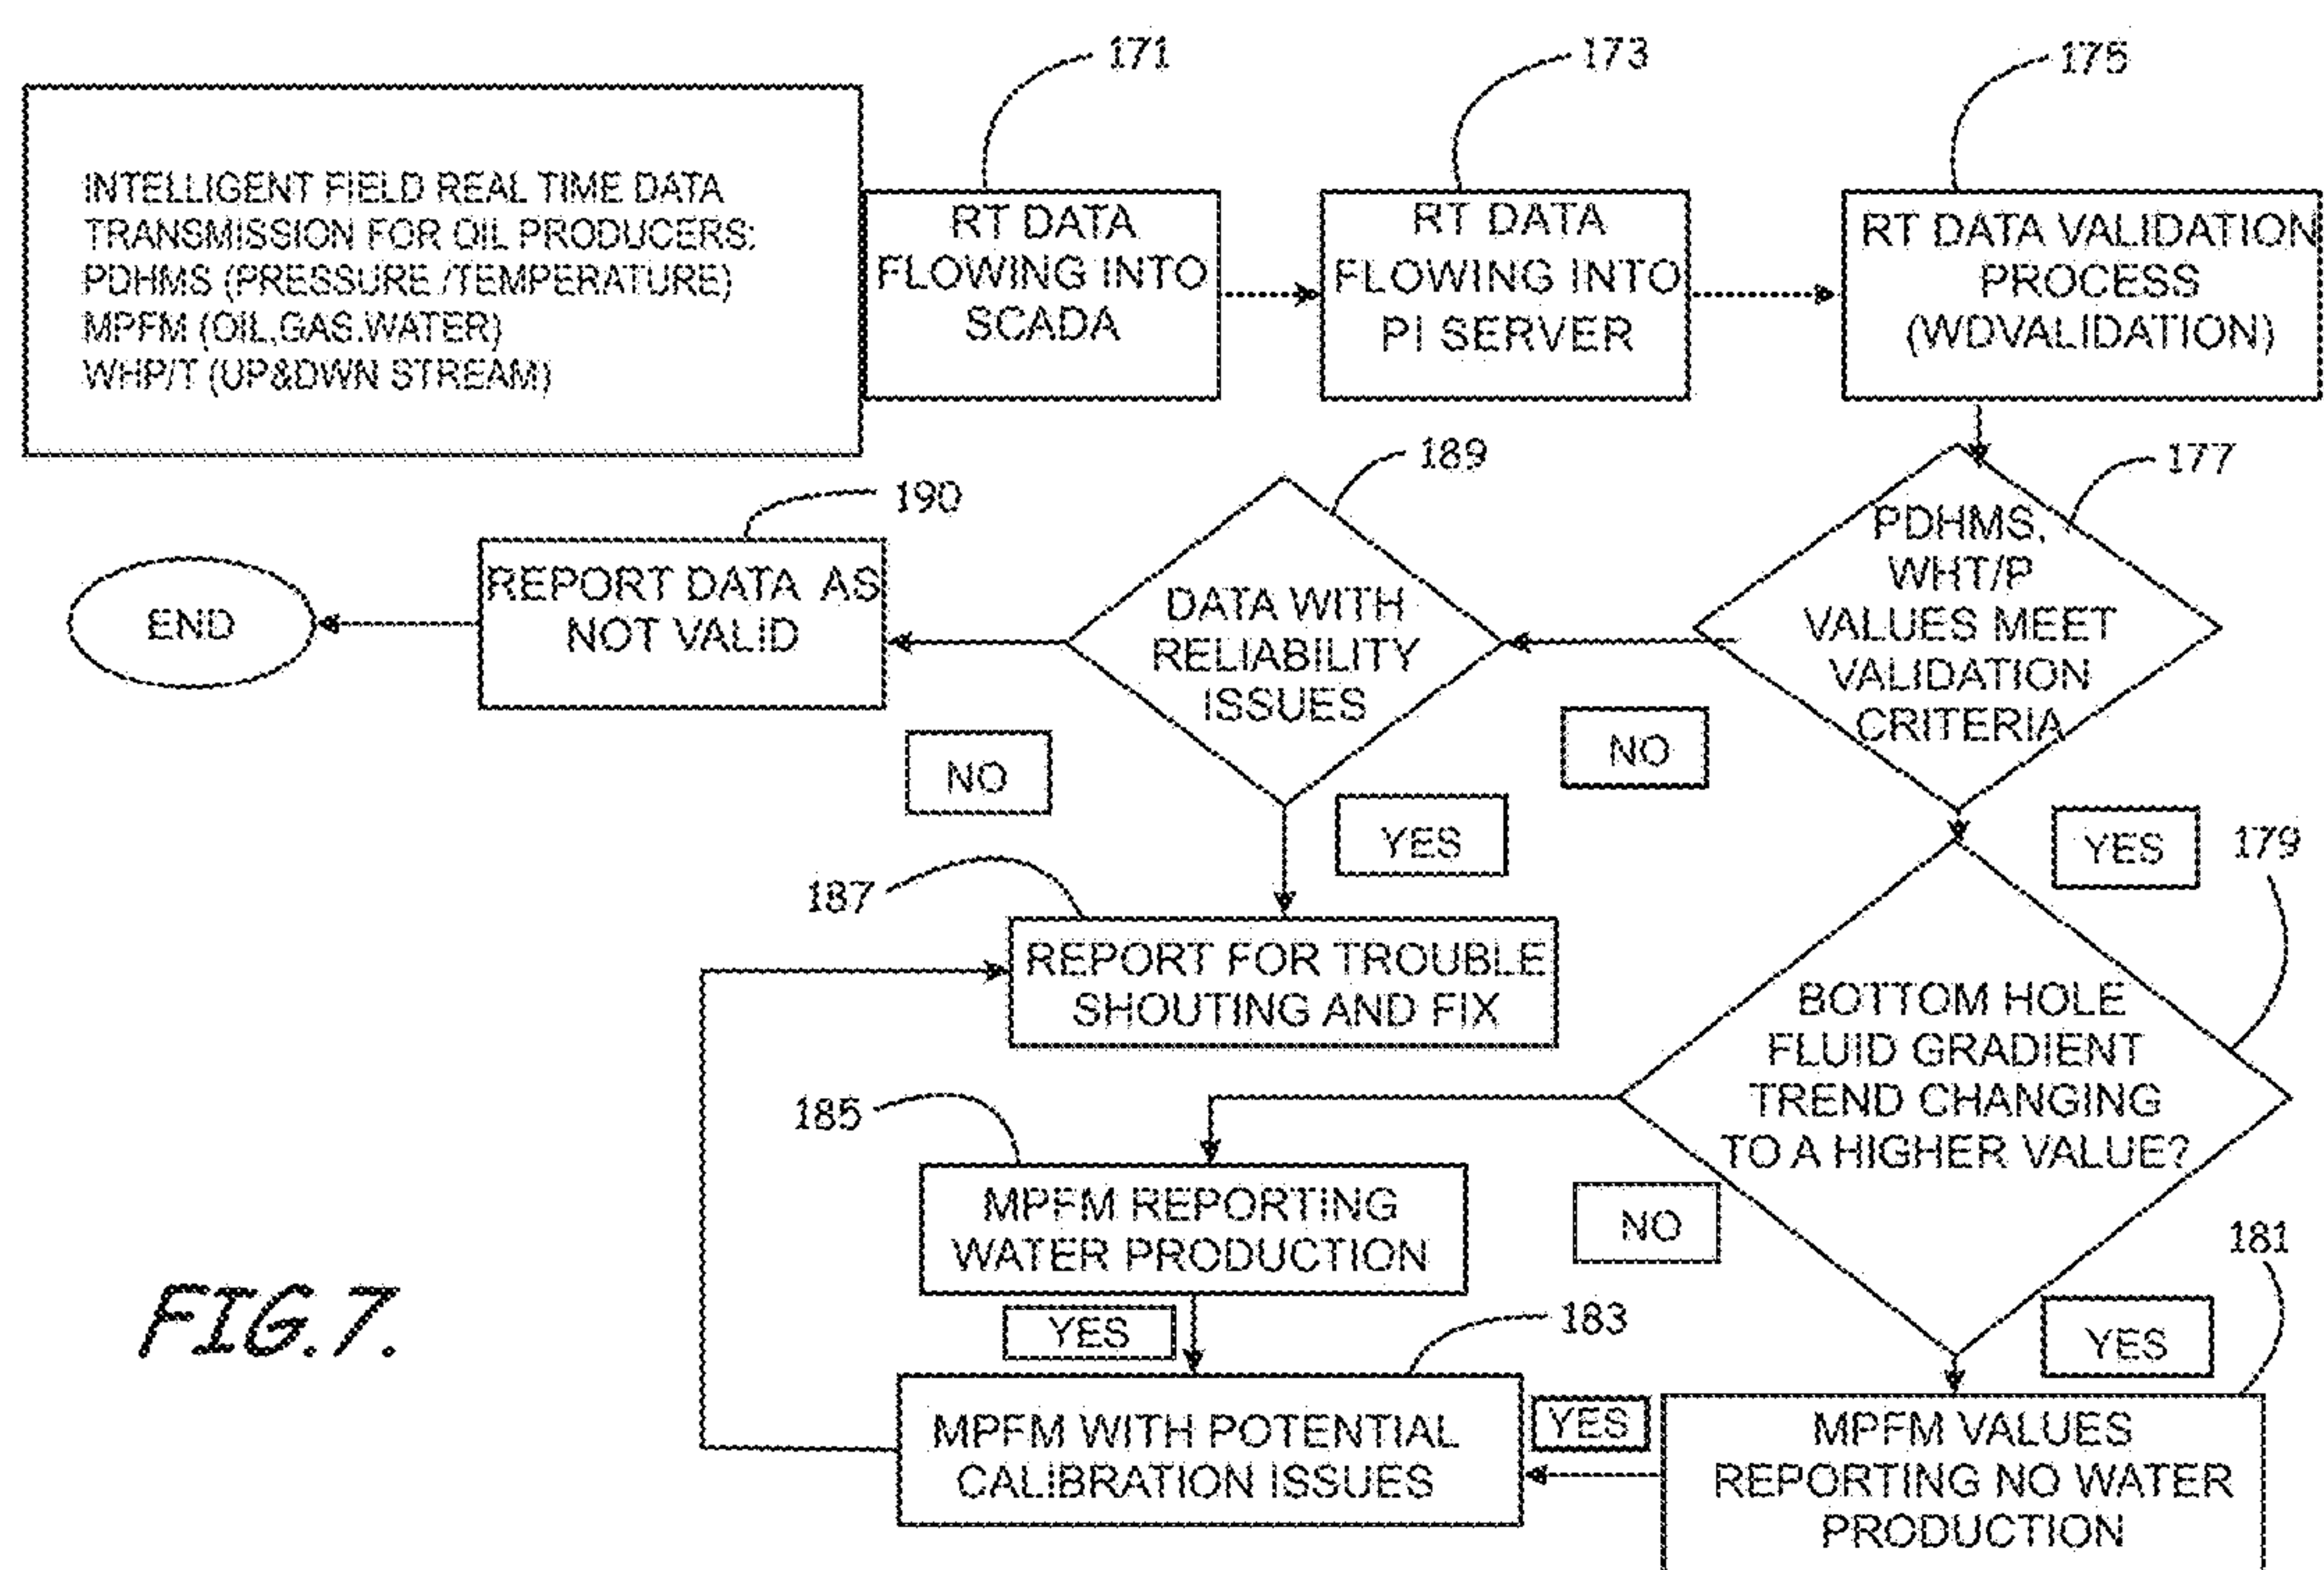 171
173
175
INTELLIGENT FIELD REAL TIME DATA
TRANSMISSION FOR OIL PRODUCERS:
PDHMS (PRESSURE /TEMPERATURE)
MPFM (OIL,GAS.WATER)
WHP/T (UP&DWN STREAM)
RT DATA
FLOWING INTO
SCADA
RT DATA
FLOWING INTO
PI SERVER
RT DATA VALIDATION
PROCESS
(WDVALIDATION)
190
189
177
END
REPORT DATA AS
NOT VALID
DATA WITH
RELIABILITY
ISSUES
PDHMS,
WHT/P
VALUES MEET
VALIDATION
CRITERIA
NO
YES
NO
YES
179
187
REPORT FOR TROUBLE
SHOUTING AND FIX
BOTTOM HOLE
FLUID GRADIENT
TREND CHANGING
TO A HIGHER VALUE?
185
MPFM REPORTING
WATER PRODUCTION
NO
181
YES
183
YES
FIG.7.
MPFM WITH POTENTIAL
CALIBRATION ISSUES
YES
MPFM VALUES
REPORTING NO WATER
PRODUCTION